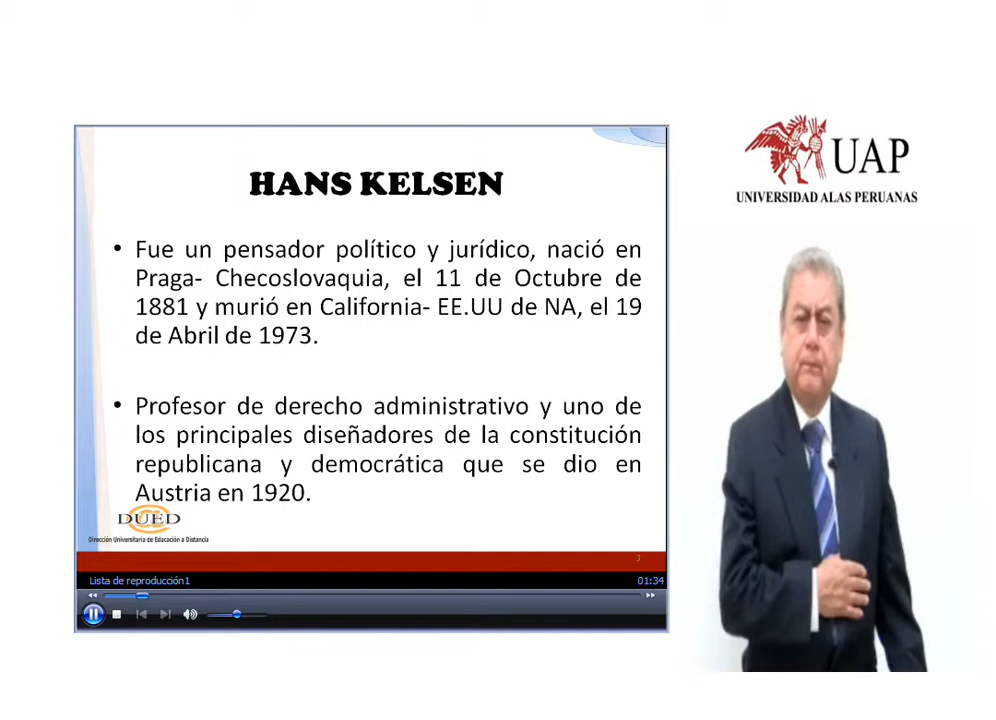 HANS KELSEN
• Fue un pensador político y jurídico, nació en
Praga- Checoslovaquia, el 11 de Octubre de
1881 y murió en California- EE.UU de NA, el 19
de Abril de 1973.
• Profesor de derecho administrativo y uno de
los principales diseñadores de la constitución
republicana y democrática que se dio en
Austria en 1920.
DUED
Dirección Universitaria de Educación a Distancia
3
Lista de reproducción1
01:34
UAP
UNIVERSIDAD ALAS PERUANAS